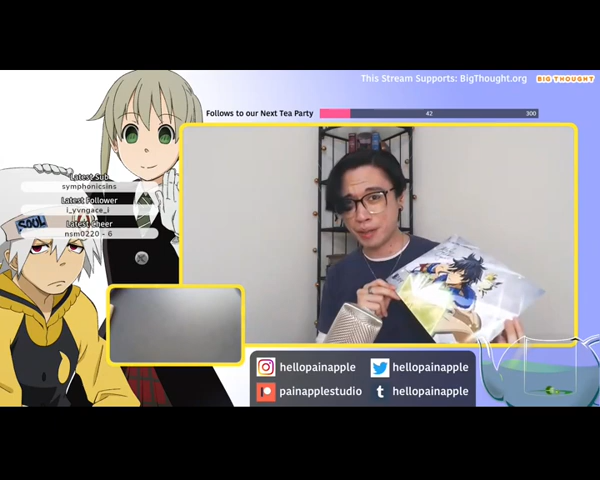 This Stream Supports: BigThought.org
BIG THOUGHT
Follows to our Next Tea Party
42
300
Latest Sub
symphonicsins
Latest Follower
i_yvngace_i
Latest Cheer
nsm0220 - 6
SOUL
hellopainapple
hellopainapple
painapplestudio
hellopainapple